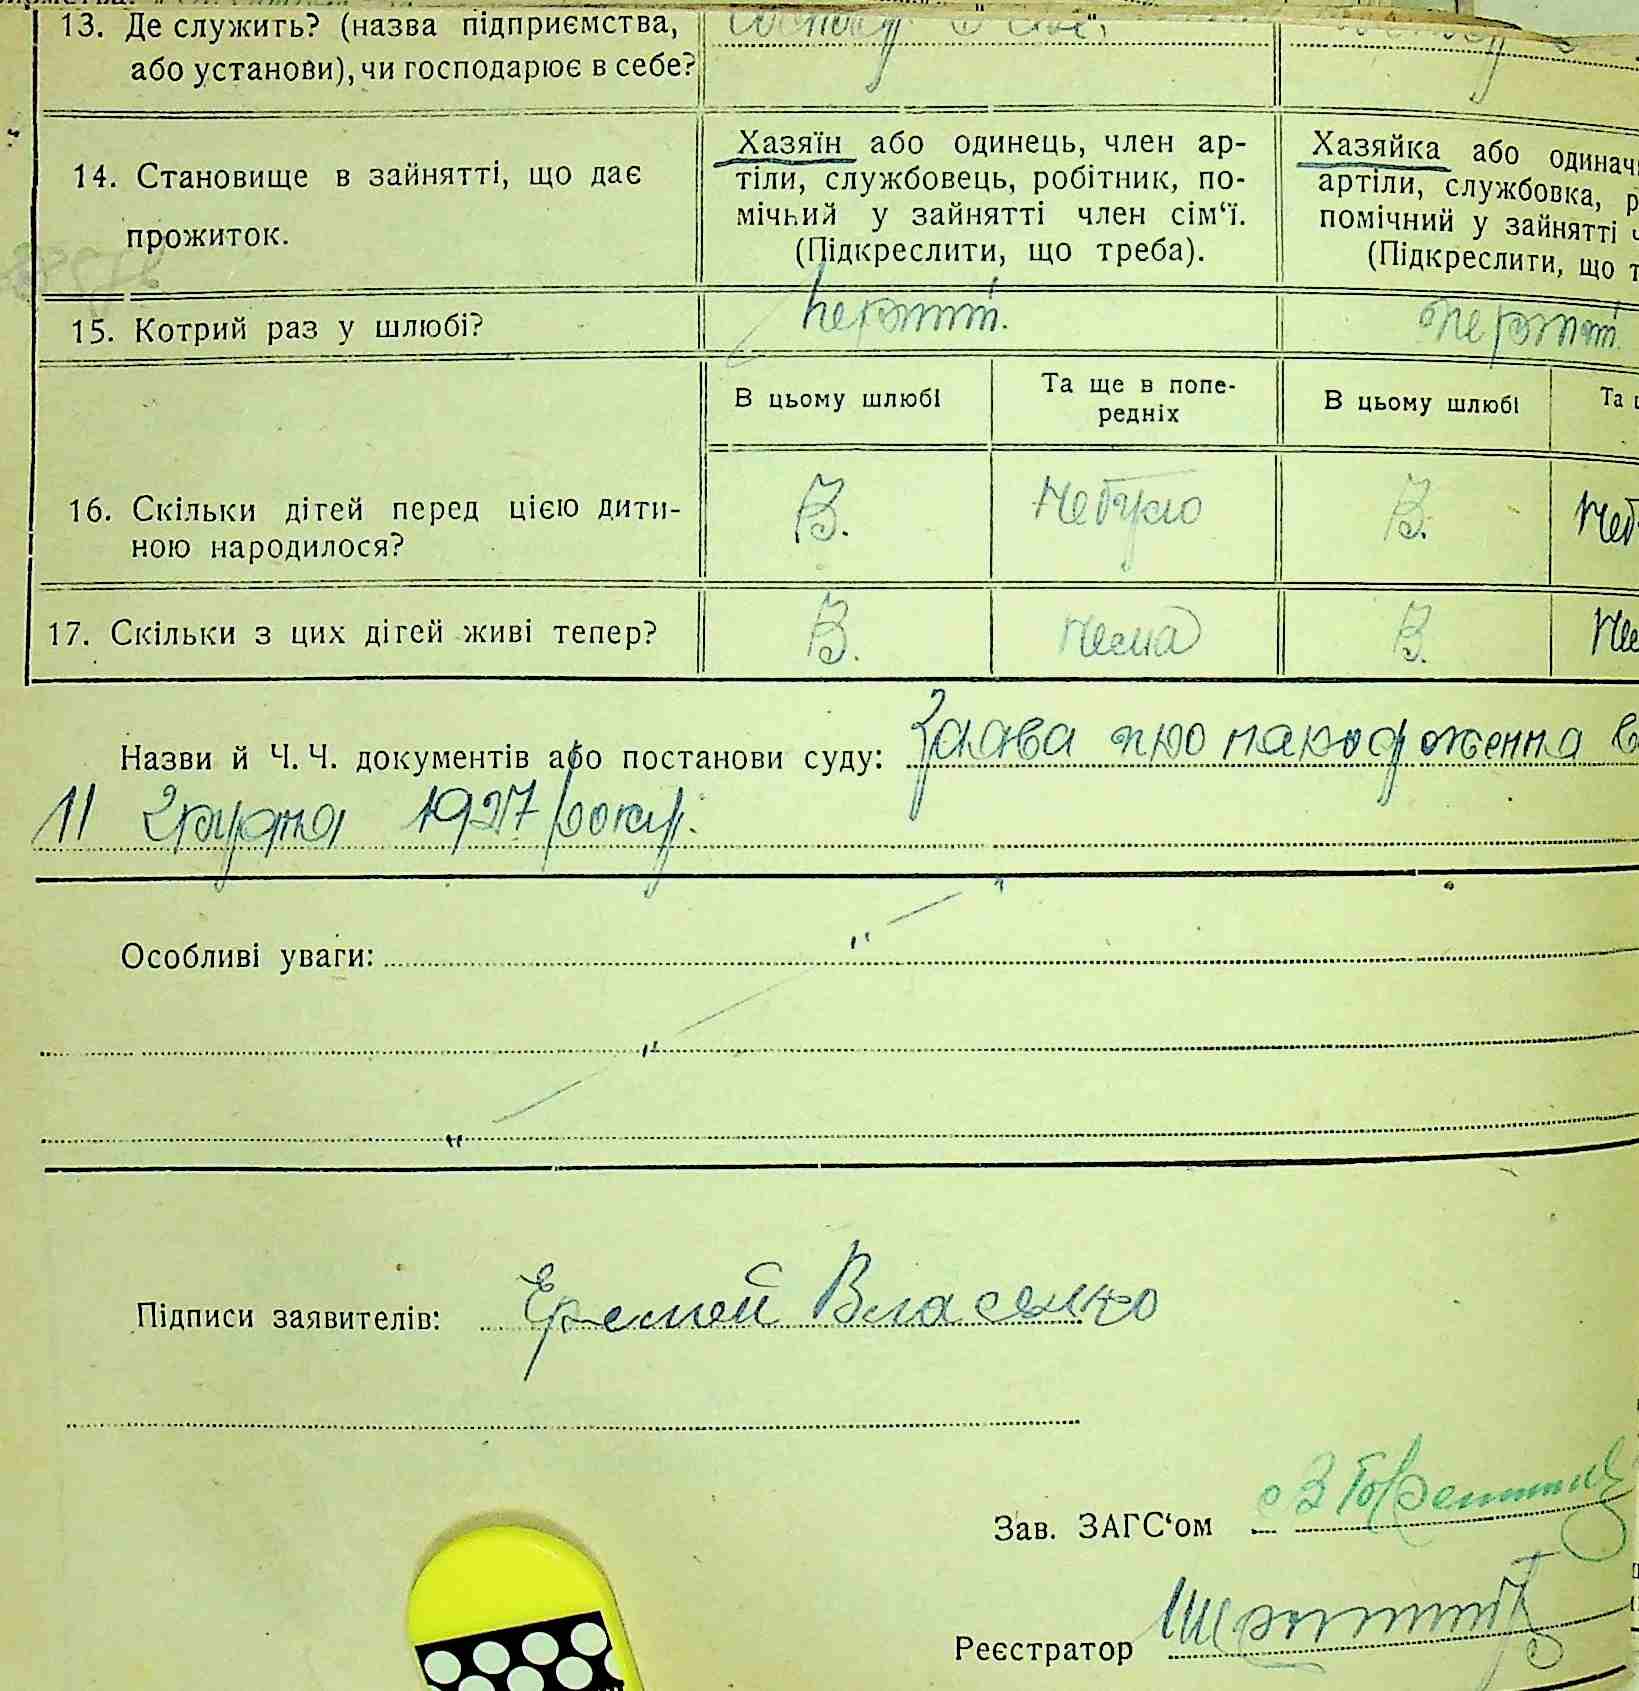 13. Де служить? (назва підприємства,
або установи), чи господарює в себе?
14. Становище в зайнятті, що дає
прожиток.
Хазяїн або одинець, член ар-
тіли, службовець, робітник, по-
мічний у зайнятті член сім‘ї.
(Підкреслити, що треба).
Хазяйка або одинач
артіли, службовка, р
помічний у зайнятті ч
(Підкреслити, що т
15. Котрий раз у шлюбі?
перший.
перший.
В цьому шлюбі
Та ще в попе-
редніх
В цьому шлюбі
Та щ
16. Скільки дітей перед цією дити-
ною народилося?
3. небуло 3. неб
17. Скільки з цих дітей живі тепер?
3. нема 3. не
Назви й Ч. Ч. документів або постанови суду: Заява про народження в
11 грудня 1927 року.
Особливі уваги:
Підписи заявителів: Еремей Власенко
Зав. ЗАГС‘ом
Реєстратор